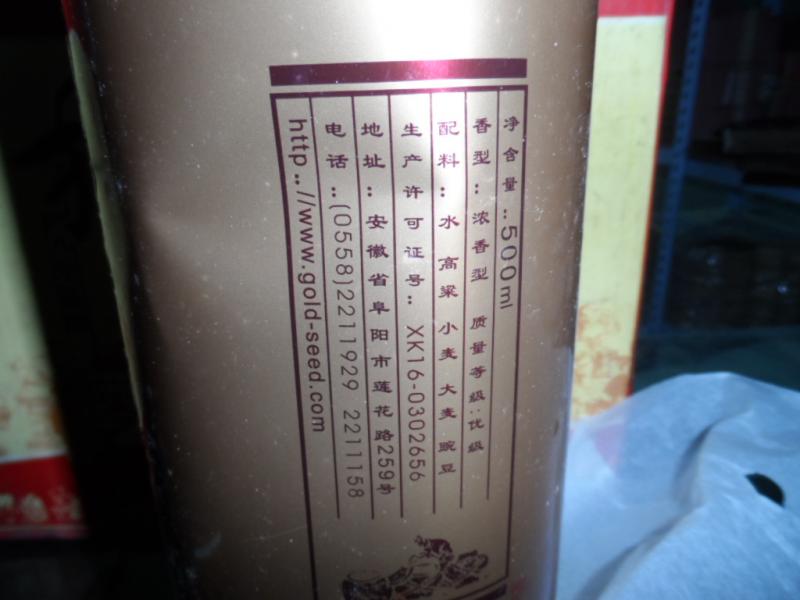 净含量:500ml
香型:浓香型 质量等级:优级
配料:水 高粱 小麦 大麦 豌豆
生产许可证号:XK16-0302656
地址:安徽省阜阳市莲花路259号
电话:(0558)2211929 2211158
http://www.gold-seed.com